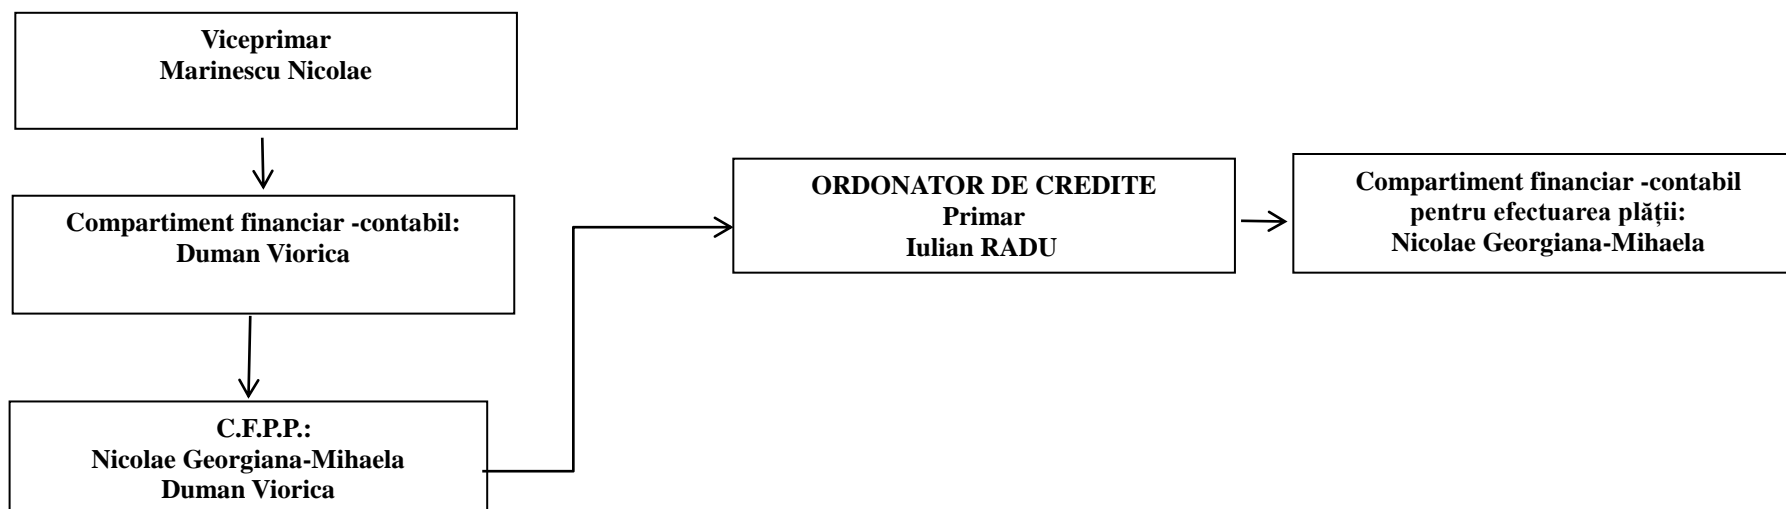 Viceprimar
Marinescu Nicolae
Compartiment financiar -contabil:
Duman Viorica
C.F.P.P.:
Nicolae Georgiana-Mihaela
Duman Viorica
ORDONATOR DE CREDITE
Primar
Iulian RADU
Compartiment financiar -contabil
pentru efectuarea plății:
Nicolae Georgiana-Mihaela